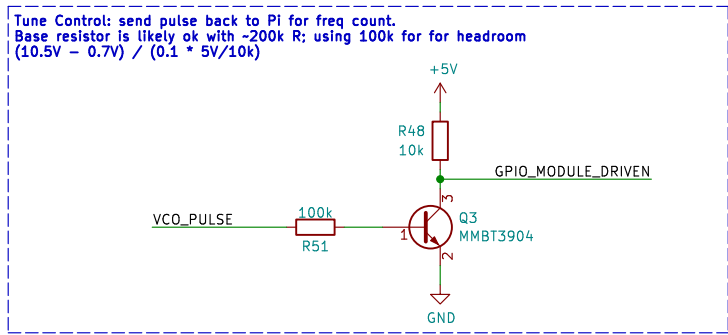 Tune Control: send pulse back to Pi for freq count.
Base resistor is likely ok with ~200k R; using 100k for for headroom
(10.5V - 0.7V) / (0.1 * 5V/10k)
+5V
R48
10k
GPIO_MODULE_DRIVEN
3
VCO_PULSE
100k
R51
1
Q3
MMBT3904
2
GND